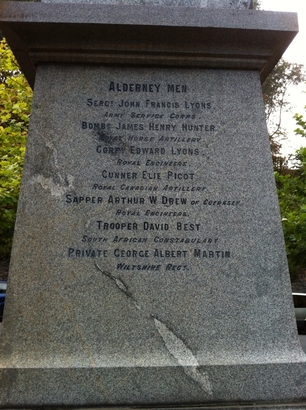 ALDERNEY MEN
SERGT JOHN FRANCIS LYONS.
ARMY SERVICE CORPS.
BOMBR JAMES HENRY HUNTER.
ROYAL HORSE ARTILLERY.
CORPL EDWARD LYONS.
ROYAL ENGINEERS.
GUNNER ELIE PICOT.
ROYAL CANADIAN ARTILLERY.
SAPPER ARTHUR W. DREW OF GUERNSEY.
ROYAL ENGINEERS.
TROOPER DAVID BEST.
SOUTH AFRICAN CONSTABULARY.
PRIVATE GEORGE ALBERT MARTIN.
WILTSHIRE REGT.